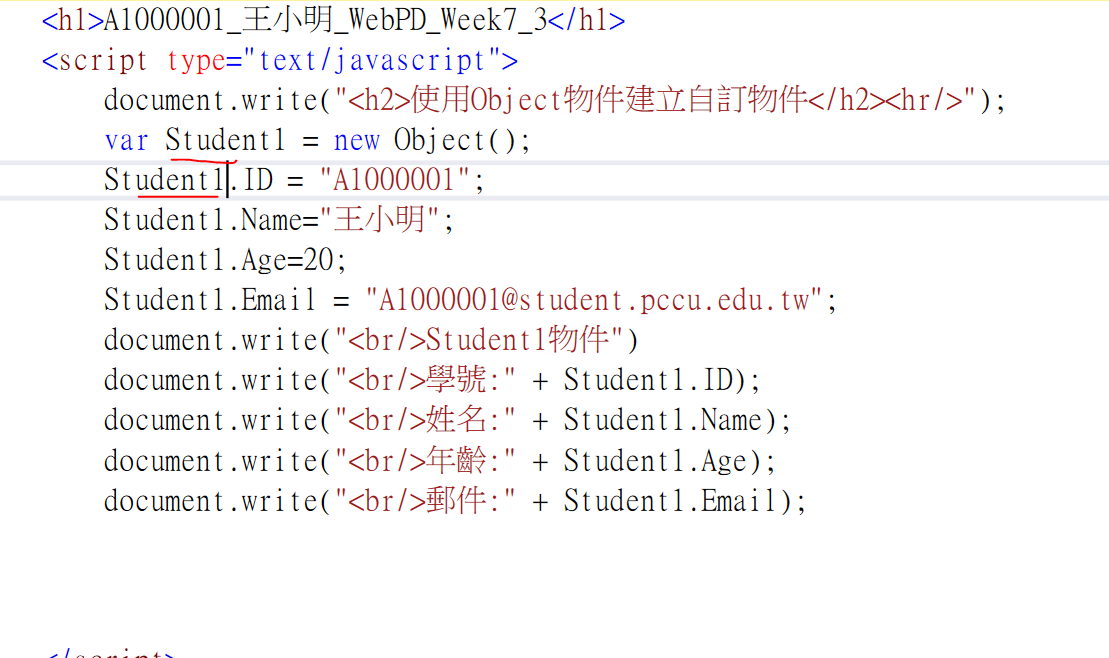 <h1>A1000001_王小明_WebPD_Week7_3</h1>
<script type="text/javascript">
document.write("<h2>使用Object物件建立自訂物件</h2><hr/>");
var Student1 = new Object();
Student1.ID = "A1000001";
Student1.Name="王小明";
Student1.Age=20;
Student1.Email = "A1000001@student.pccu.edu.tw";
document.write("<br/>Student1物件")
document.write("<br/>學號:" + Student1.ID);
document.write("<br/>姓名:" + Student1.Name);
document.write("<br/>年齡:" + Student1.Age);
document.write("<br/>郵件:" + Student1.Email);
</script>